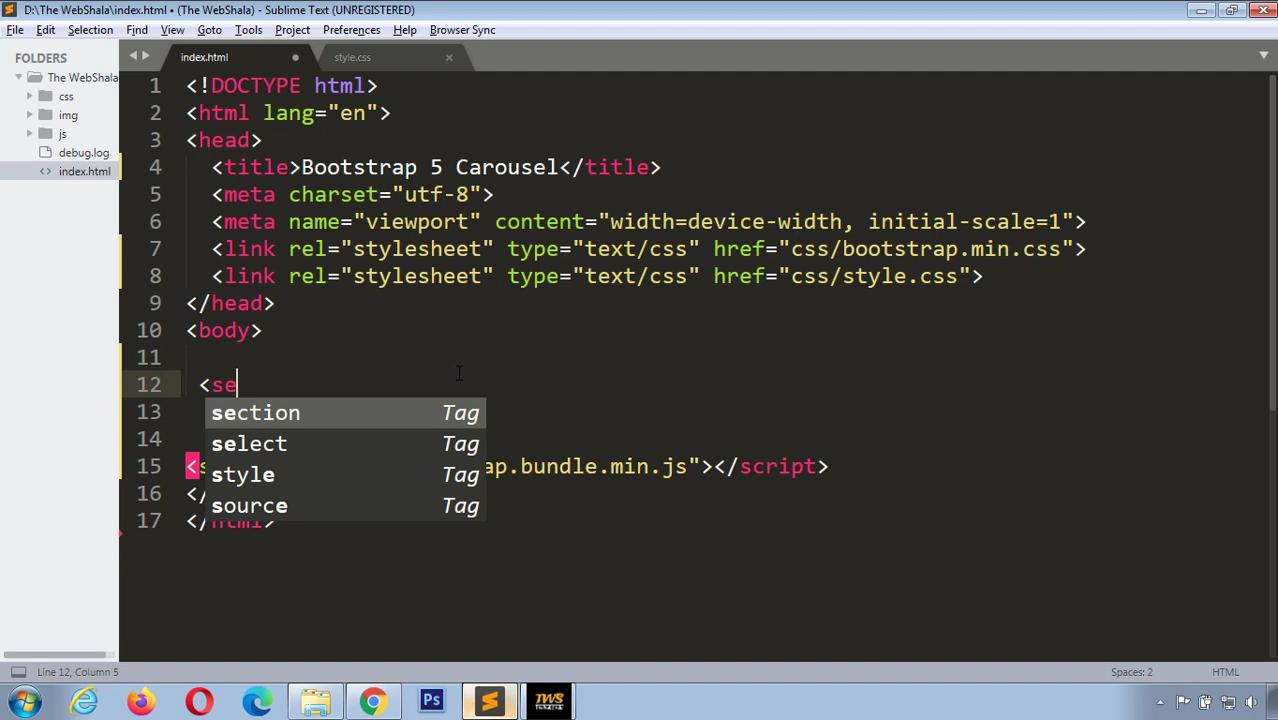 D:\The WebShala\index.html • (The WebShala) - Sublime Text (UNREGISTERED)
File Edit Selection Find View Goto Tools Project Preferences Help Browser Sync
FOLDERS
The WebShala
css
img
js
debug.log
index.html
index.html style.css
1 <!DOCTYPE html>
2 <html lang="en">
3 <head>
4 <title>Bootstrap 5 Carousel</title>
5 <meta charset="utf-8">
6 <meta name="viewport" content="width=device-width, initial-scale=1">
7 <link rel="stylesheet" type="text/css" href="css/bootstrap.min.css">
8 <link rel="stylesheet" type="text/css" href="css/style.css">
9 </head>
10 <body>
11
12 <se
13
14
15 <s ap.bundle.min.js"></script>
16 </
17 </html>
section Tag
select Tag
style Tag
source Tag
Line 12, Column 5 Spaces: 2 HTML
Ps
TWS